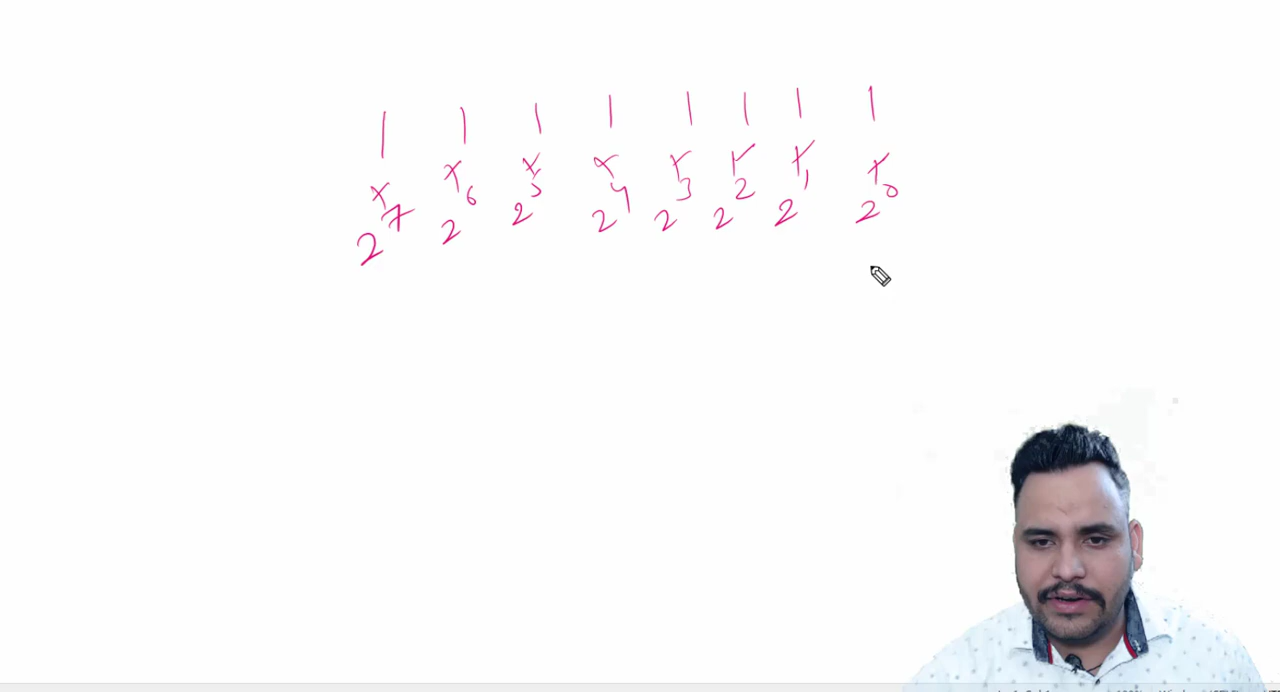 1 1 1 1 1 1 1 1
x x x x x x x x
2⁷ 2⁶ 2⁵ 2⁴ 2³ 2² 2¹ 2⁰